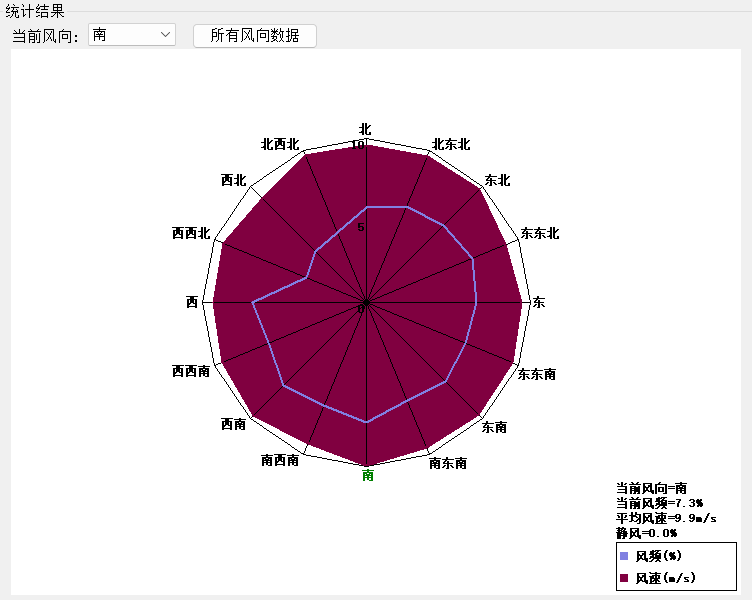 统计结果
当前风向: 南 所有风向数据
北
北西北 北东北
10
西北 东北
5
西西北 东东北
西 东
0
西西南 东东南
西南 东南
南西南 南东南
南
当前风向=南
当前风频=7.3%
平均风速=9.9m/s
静风=0.0%
风频(%)
风速(m/s)